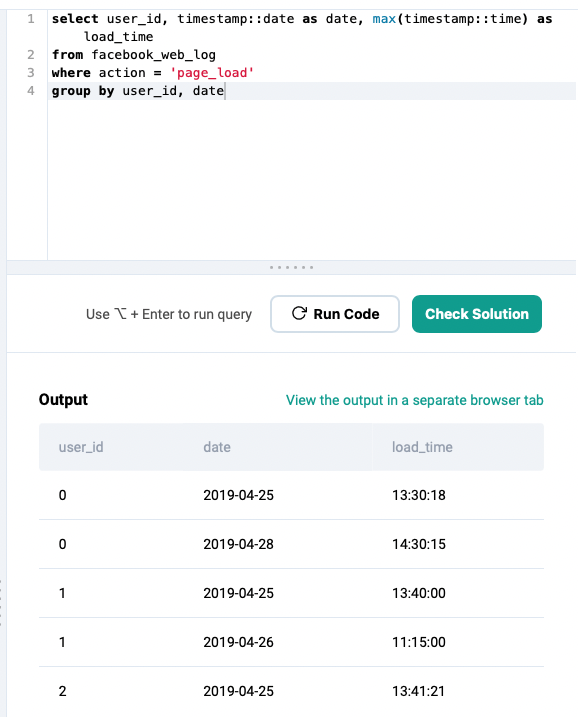 1 select user_id, timestamp::date as date, max(timestamp::time) as
load_time
2 from facebook_web_log
3 where action = 'page_load'
4 group by user_id, date
Use ⌥ + Enter to run query
Run Code
Check Solution
Output
View the output in a separate browser tab
user_id date load_time
0 2019-04-25 13:30:18
0 2019-04-28 14:30:15
1 2019-04-25 13:40:00
1 2019-04-26 11:15:00
2 2019-04-25 13:41:21